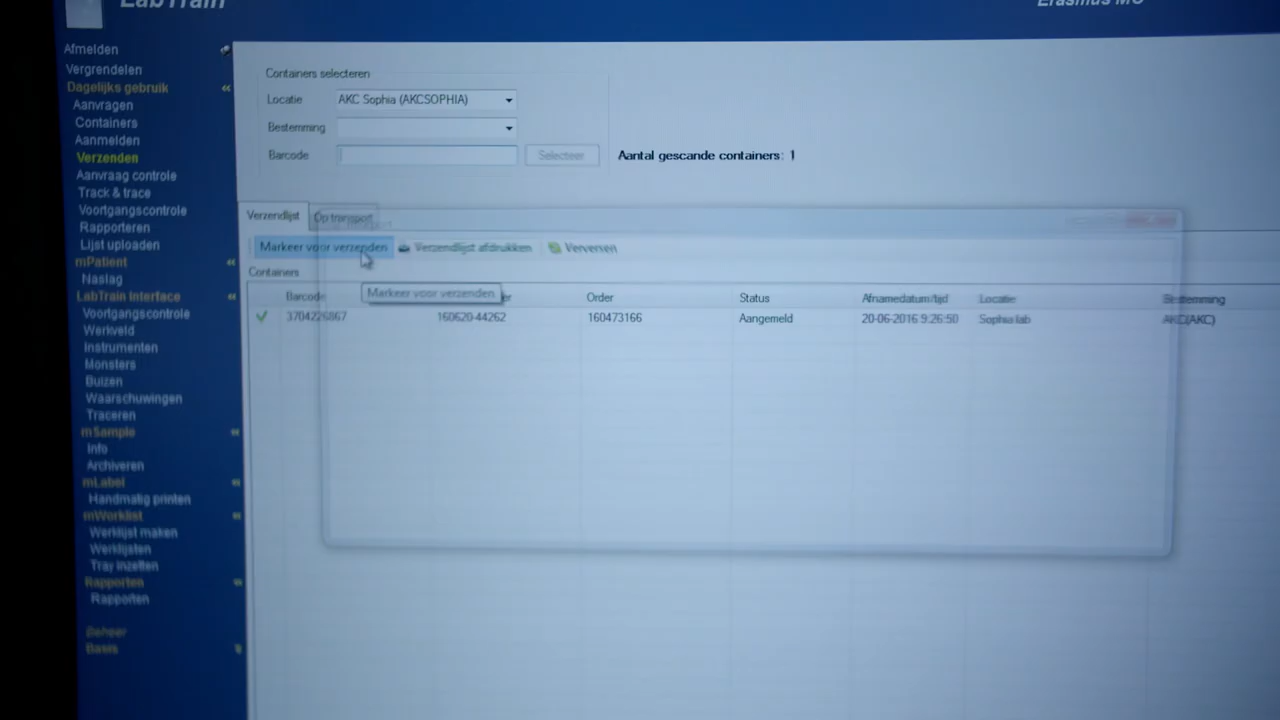 LabTrain
Erasmus MC
Afmelden
Vergrendelen
Dagelijks gebruik
Aanvragen
Containers
Aanmelden
Verzenden
Aanvraag controle
Track & trace
Voortgangscontrole
Rapporteren
Lijst uploaden
mPatient
Naslag
LabTrain Interface
Voortgangscontrole
Werkveld
Instrumenten
Monsters
Buizen
Waarschuwingen
Traceren
mSample
Info
Archiveren
mLabel
Handmatig printen
mWorklist
Werklijst maken
Werklijsten
Tray inzetten
Rapporten
Rapporten
Beheer
Basis
Containers selecteren
Locatie AKC Sophia (AKCSOPHIA)
Bestemming
Barcode Selecteer Aantal gescande containers: 1
Verzendlijst Op transport
Markeer voor verzenden Verzendlijst afdrukken Verversen
Containers
Markeer voor verzenden
Barcode er Order Status Afnamedatum/tijd Locatie Bestemming
3704226867 160620-44262 160473166 Aangemeld 20-06-2016 9:26:50 Sophia lab AKC(AKC)